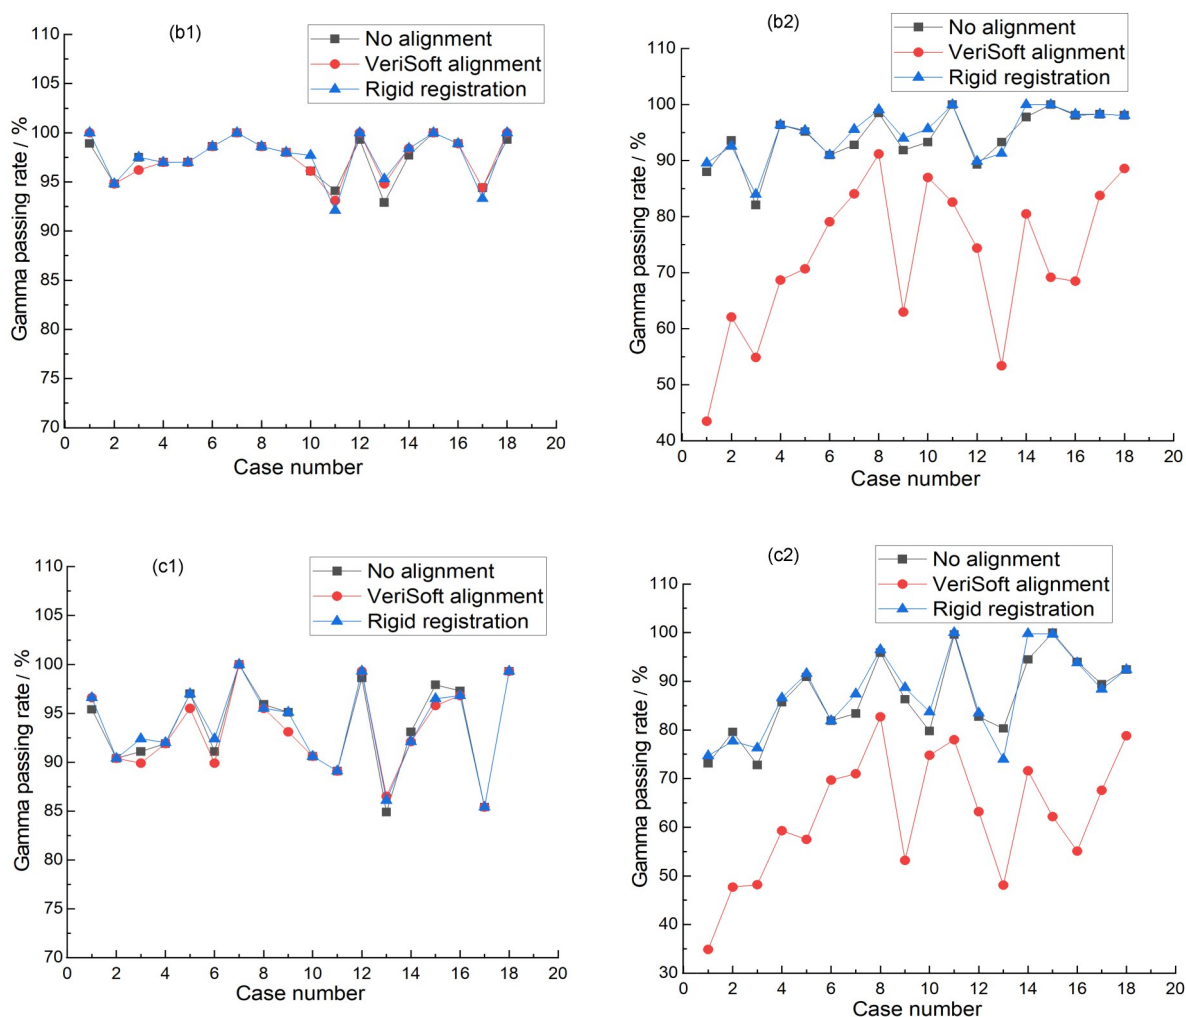 (b1)
No alignment
VeriSoft alignment
Rigid registration
110
105
100
95
90
85
80
75
70
Gamma passing rate / %
0 2 4 6 8 10 12 14 16 18 20
Case number
(b2)
No alignment
VeriSoft alignment
Rigid registration
110
100
90
80
70
60
50
40
Gamma passing rate / %
0 2 4 6 8 10 12 14 16 18 20
Case number
(c1)
No alignment
VeriSoft alignment
Rigid registration
110
105
100
95
90
85
80
75
70
Gamma passing rate / %
0 2 4 6 8 10 12 14 16 18 20
Case number
(c2)
No alignment
VeriSoft alignment
Rigid registration
110
100
90
80
70
60
50
40
30
Gamma passing rate / %
0 2 4 6 8 10 12 14 16 18 20
Case number